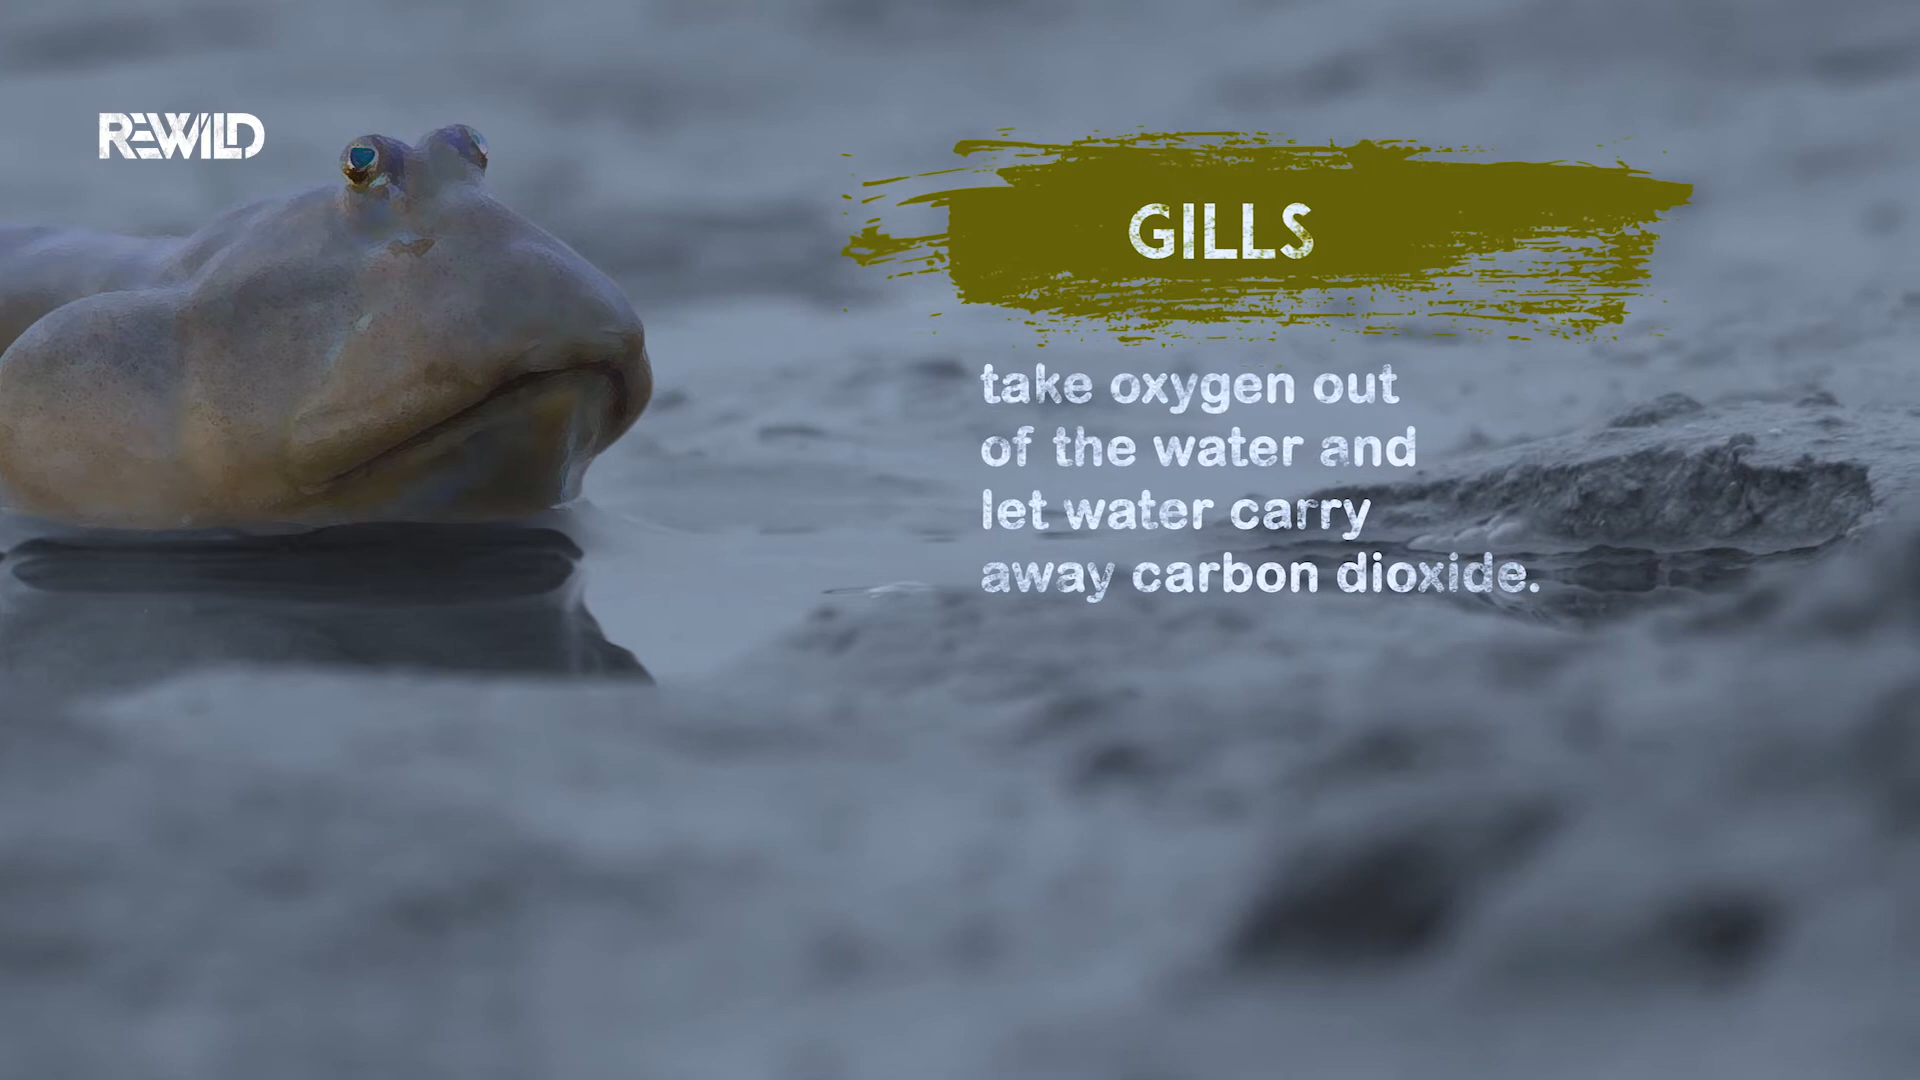 REWILD
GILLS
take oxygen out
of the water and
let water carry
away carbon dioxide.